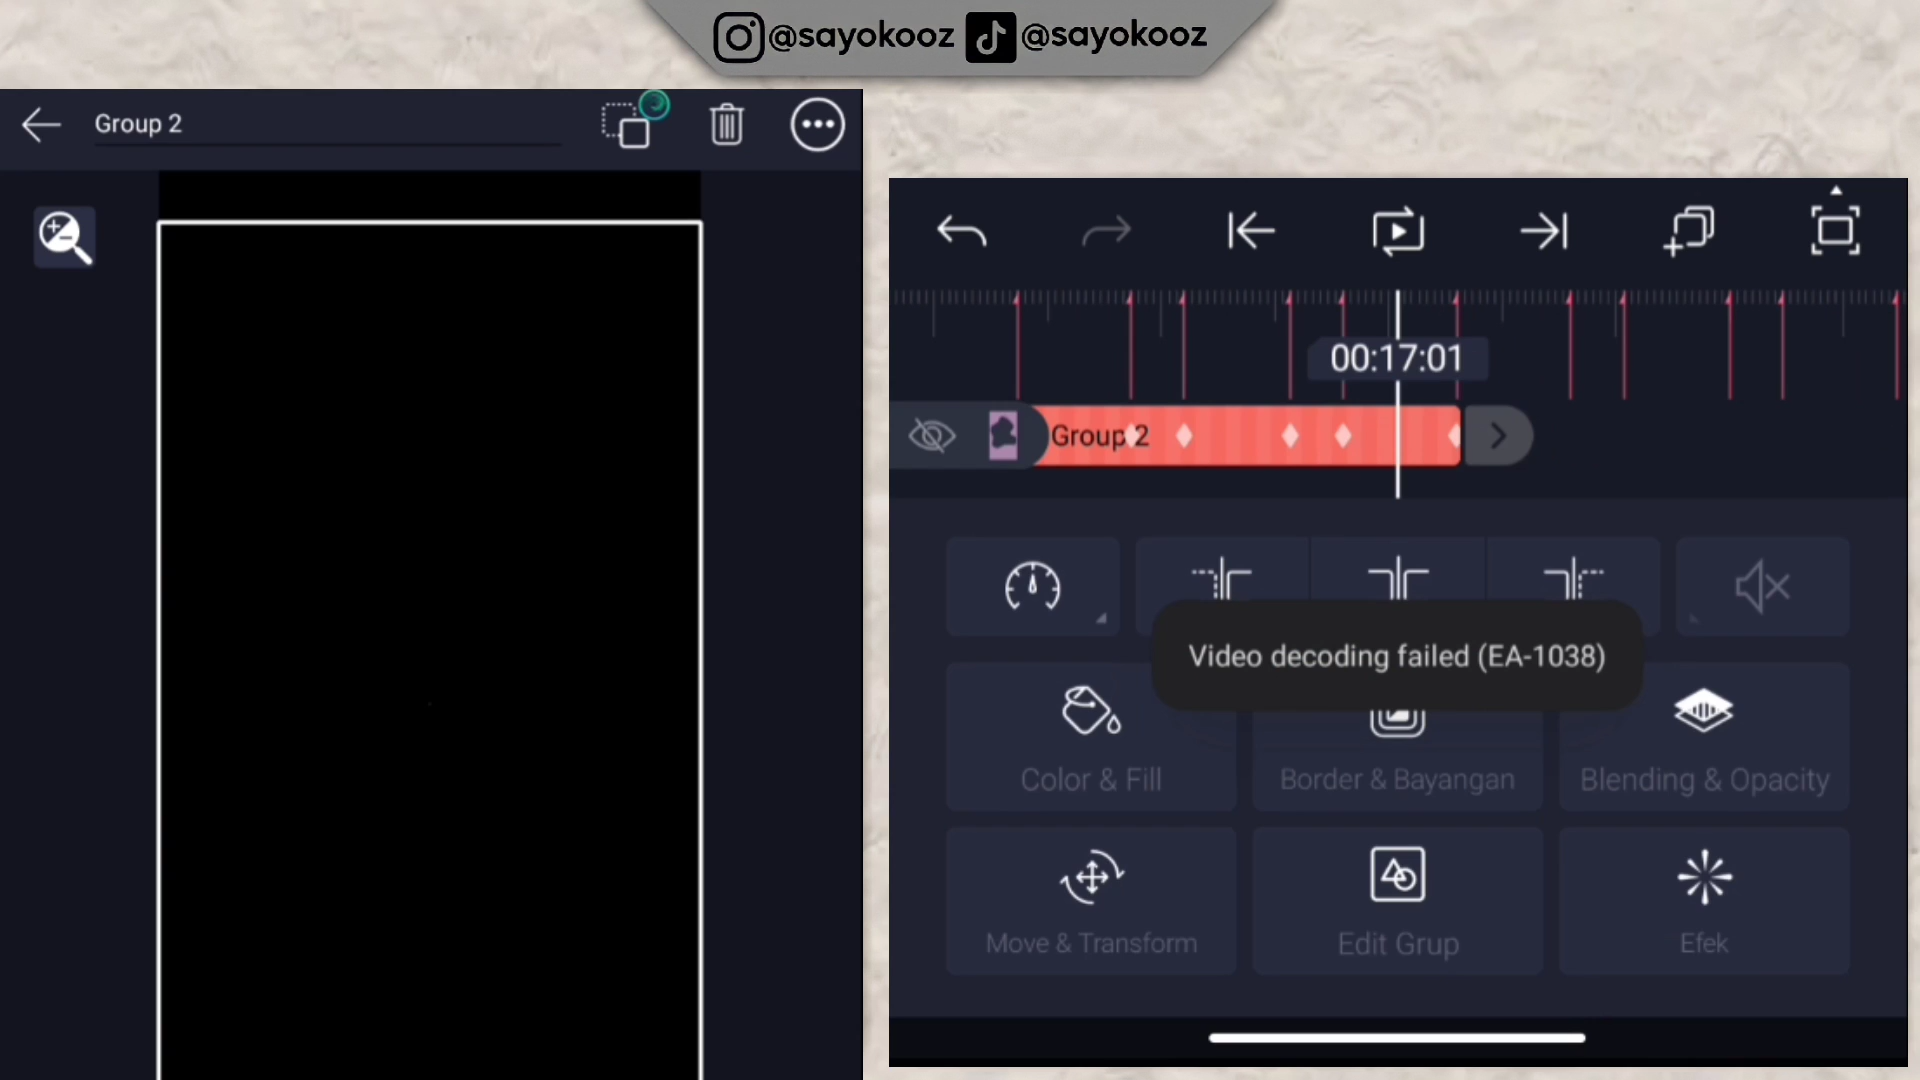 @sayokooz @sayokooz
Group 2
00:17:01
Group 2
Video decoding failed (EA-1038)
Color & Fill
Border & Bayangan
Blending & Opacity
Move & Transform
Edit Grup
Efek